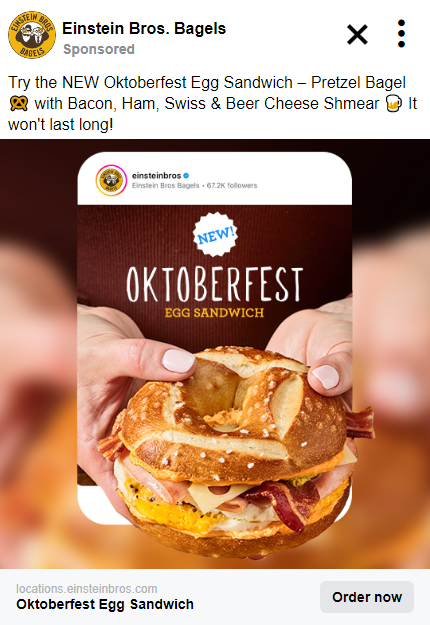 EINSTEIN BROS
BAGELS
Einstein Bros. Bagels
Sponsored
Try the NEW Oktoberfest Egg Sandwich – Pretzel Bagel
🥨 with Bacon, Ham, Swiss & Beer Cheese Shmear 🍺 It
won't last long!
einsteinbros
Einstein Bros Bagels • 67.2K followers
NEW!
OKTOBERFEST
EGG SANDWICH
locations.einsteinbros.com
Oktoberfest Egg Sandwich
Order now